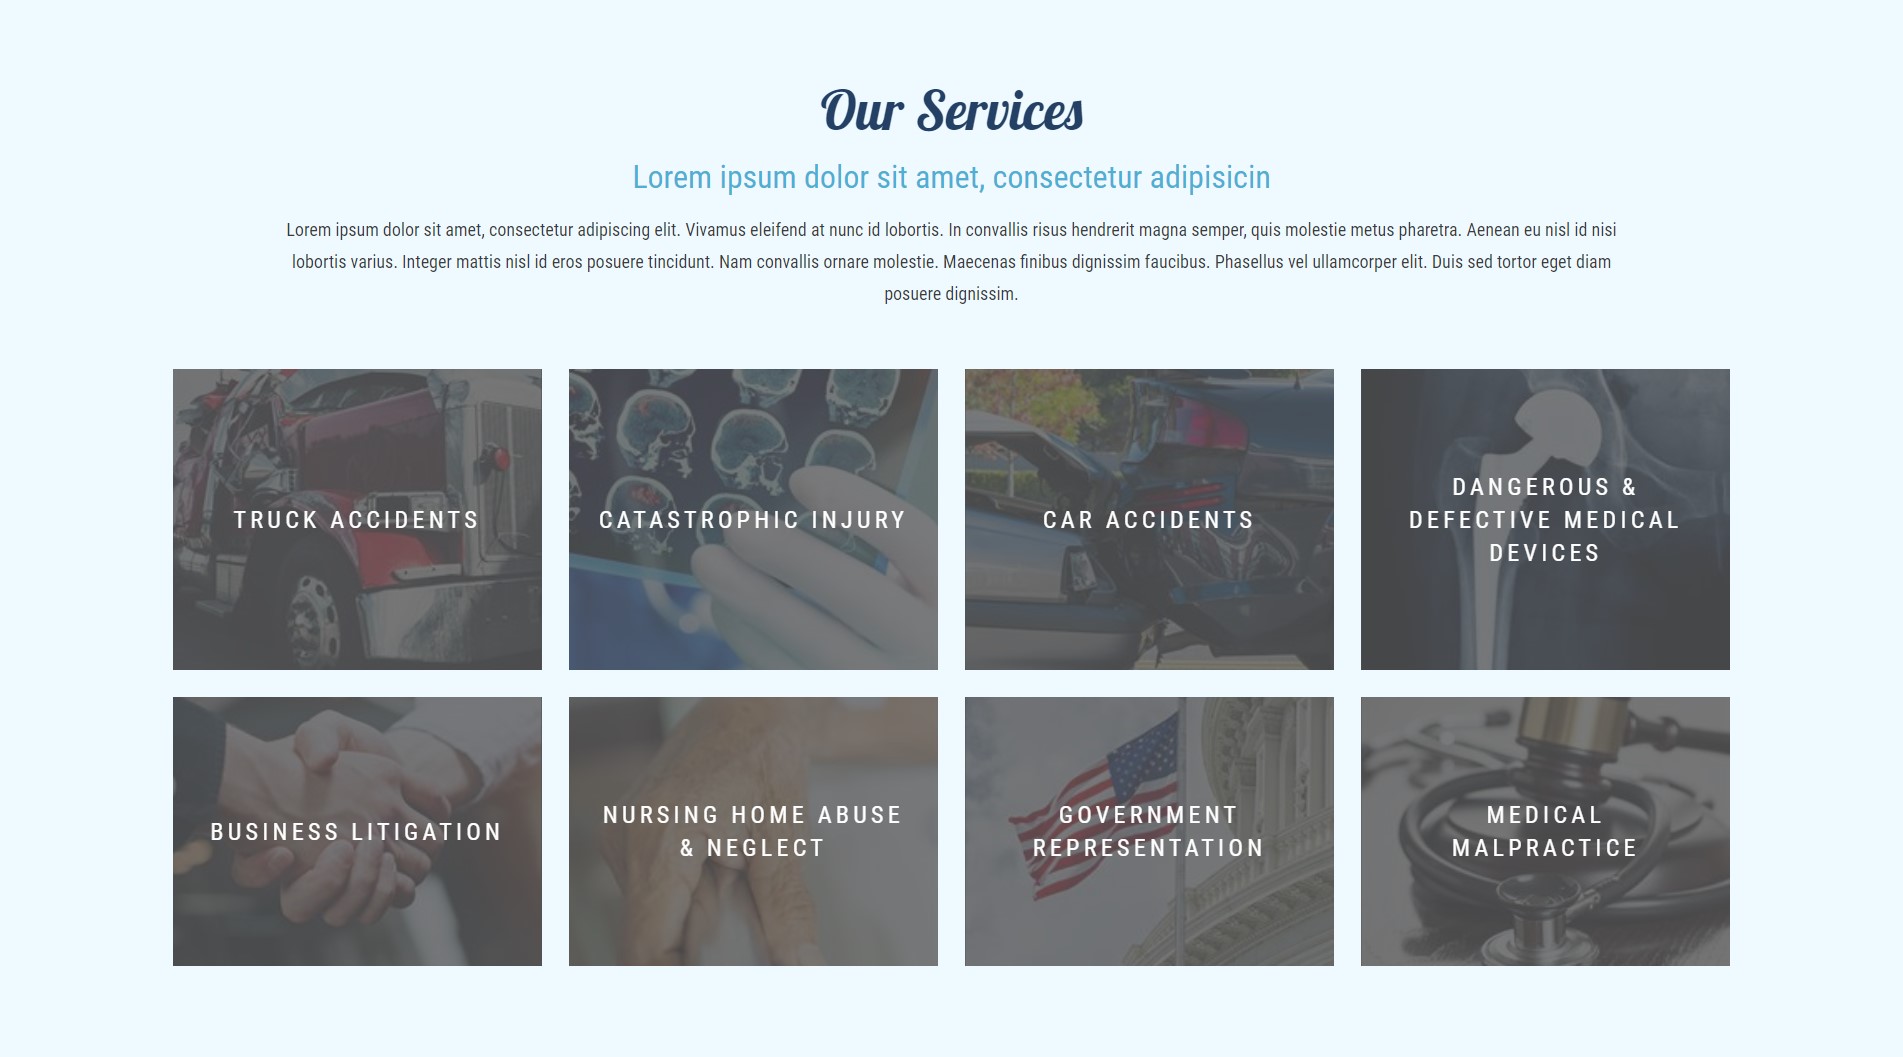 Our Services
Lorem ipsum dolor sit amet, consectetur adipisicin
Lorem ipsum dolor sit amet, consectetur adipiscing elit. Vivamus eleifend at nunc id lobortis. In convallis risus hendrerit magna semper, quis molestie metus pharetra. Aenean eu nisl id nisi
lobortis varius. Integer mattis nisl id eros posuere tincidunt. Nam convallis ornare molestie. Maecenas finibus dignissim faucibus. Phasellus vel ullamcorper elit. Duis sed tortor eget diam
posuere dignissim.
TRUCK ACCIDENTS
CATASTROPHIC INJURY
CAR ACCIDENTS
DANGEROUS &
DEFECTIVE MEDICAL
DEVICES
BUSINESS LITIGATION
NURSING HOME ABUSE
& NEGLECT
GOVERNMENT
REPRESENTATION
MEDICAL
MALPRACTICE